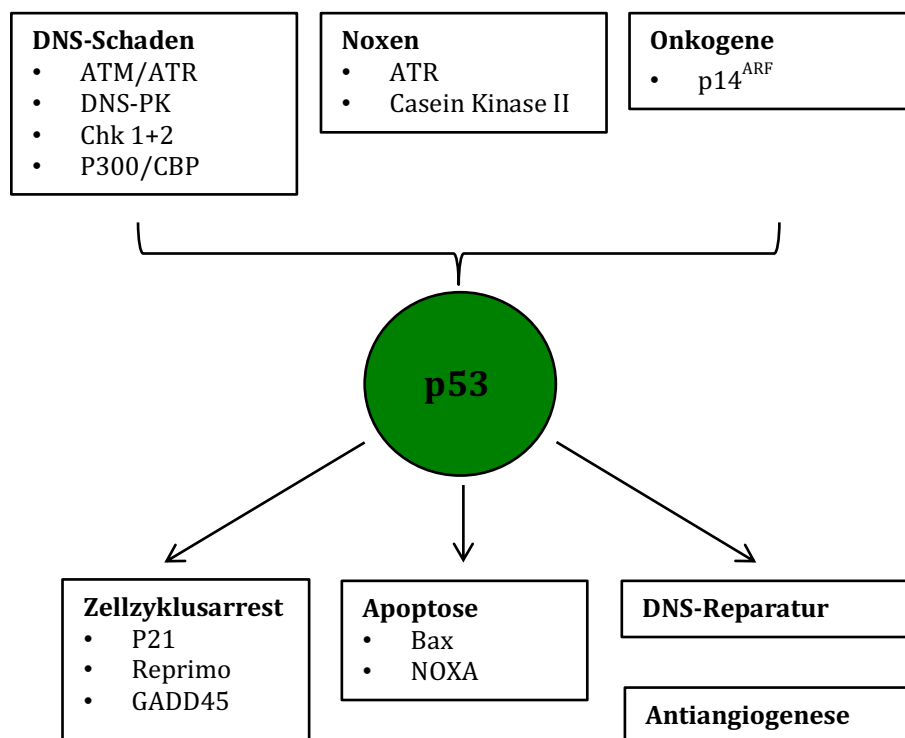 DNS-Schaden
• ATM/ATR
• DNS-PK
• Chk 1+2
• P300/CBP
Noxen
• ATR
• Casein Kinase II
Onkogene
• p14ARF
p53
Zellzyklusarrest
• P21
• Reprimo
• GADD45
Apoptose
• Bax
• NOXA
DNS-Reparatur
Antiangiogenese